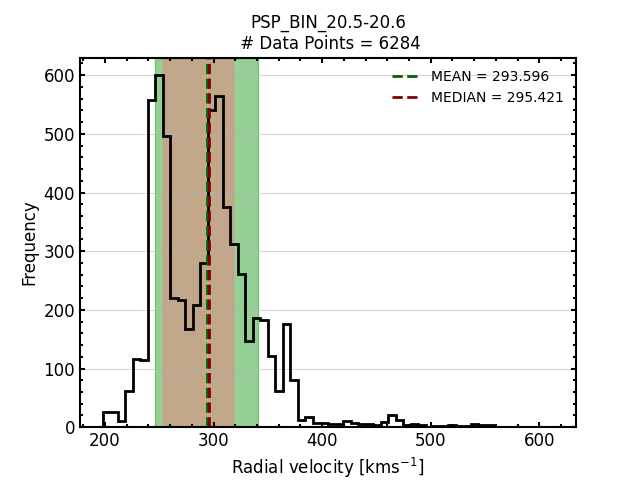 PSP_BIN_20.5-20.6
# Data Points = 6284
MEAN = 293.596
MEDIAN = 295.421
600
500
400
300
200
100
0
Frequency
200
300
400
500
600
Radial velocity [kms⁻¹]